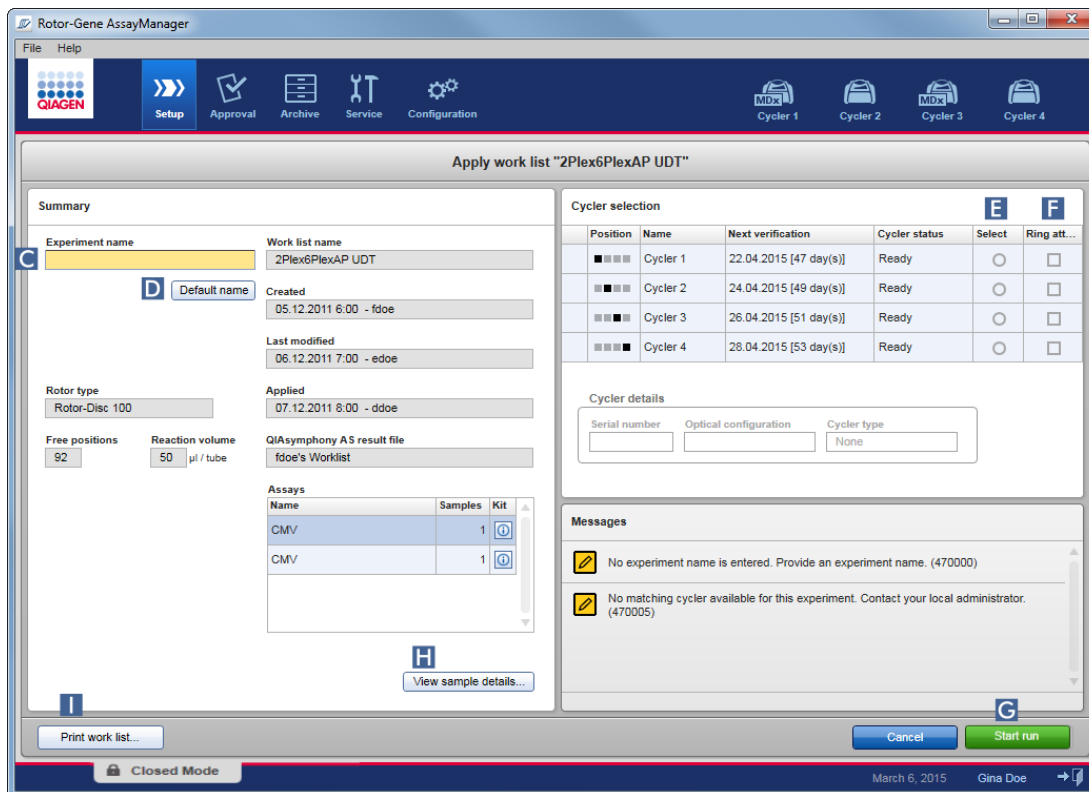 Rotor-Gene AssayManager
File Help
QIAGEN
Setup
Approval
Archive
Service
Configuration
MDx
Cycler 1
Cycler 2
MDx
Cycler 3
Cycler 4
Apply work list "2Plex6PlexAP UDT"
Summary
Experiment name
C
D
Default name
Work list name
2Plex6PlexAP UDT
Created
05.12.2011 6:00 - fdoe
Last modified
06.12.2011 7:00 - edoe
Rotor type
Rotor-Disc 100
Applied
07.12.2011 8:00 - ddoe
Free positions
92
Reaction volume
50 µl / tube
QIAsymphony AS result file
fdoe's Worklist
Assays
Name Samples Kit
CMV 1
CMV 1
H
View sample details...
Cycler selection
E
F
Position Name Next verification Cycler status Select Ring att...
Cycler 1 22.04.2015 [47 day(s)] Ready
Cycler 2 24.04.2015 [49 day(s)] Ready
Cycler 3 26.04.2015 [51 day(s)] Ready
Cycler 4 28.04.2015 [53 day(s)] Ready
Cycler details
Serial number Optical configuration Cycler type
None
Messages
No experiment name is entered. Provide an experiment name. (470000)
No matching cycler available for this experiment. Contact your local administrator.
(470005)
I
Print work list...
G
Cancel
Start run
Closed Mode
March 6, 2015 Gina Doe